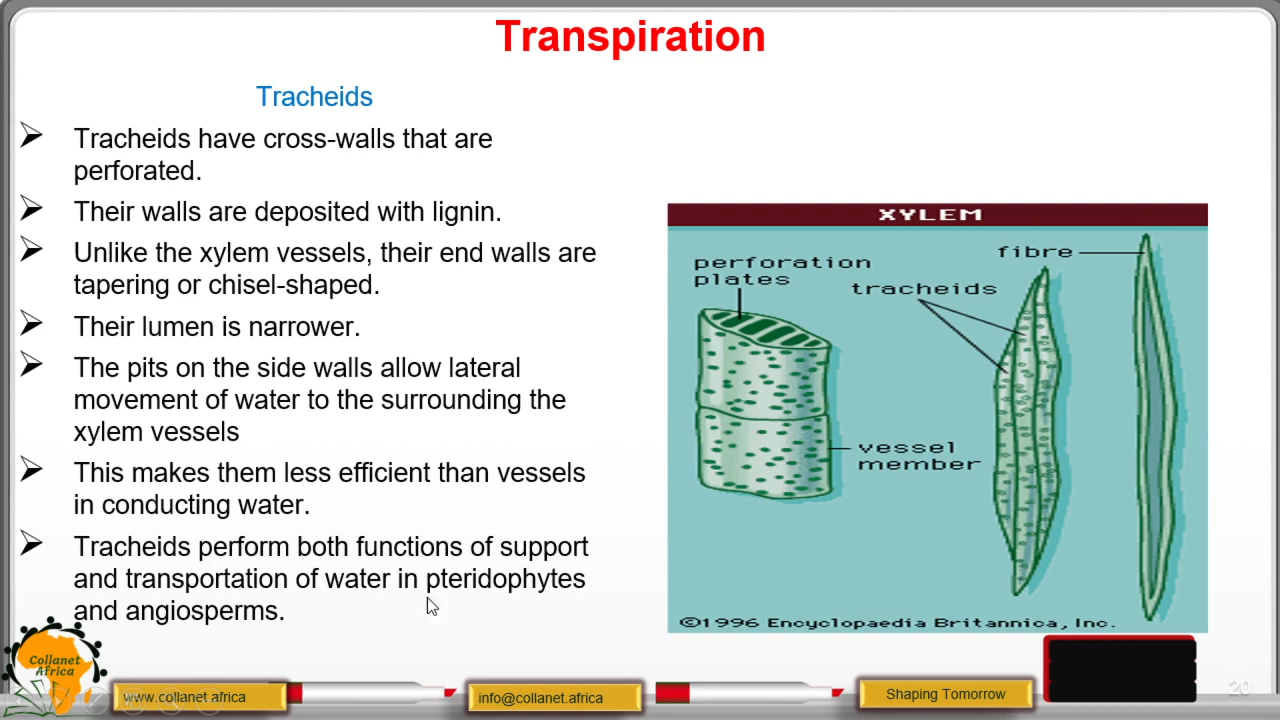 Transpiration
Tracheids
Tracheids have cross-walls that are
perforated.
Their walls are deposited with lignin.
Unlike the xylem vessels, their end walls are
tapering or chisel-shaped.
Their lumen is narrower.
The pits on the side walls allow lateral
movement of water to the surrounding the
xylem vessels
This makes them less efficient than vessels
in conducting water.
Tracheids perform both functions of support
and transportation of water in pteridophytes
and angiosperms.
XYLEM
perforation
plates
fibre
tracheids
vessel
member
©1996 Encyclopaedia Britannica, Inc.
Collanet
Africa
www.collanet.africa
info@collanet.africa
Shaping Tomorrow
20